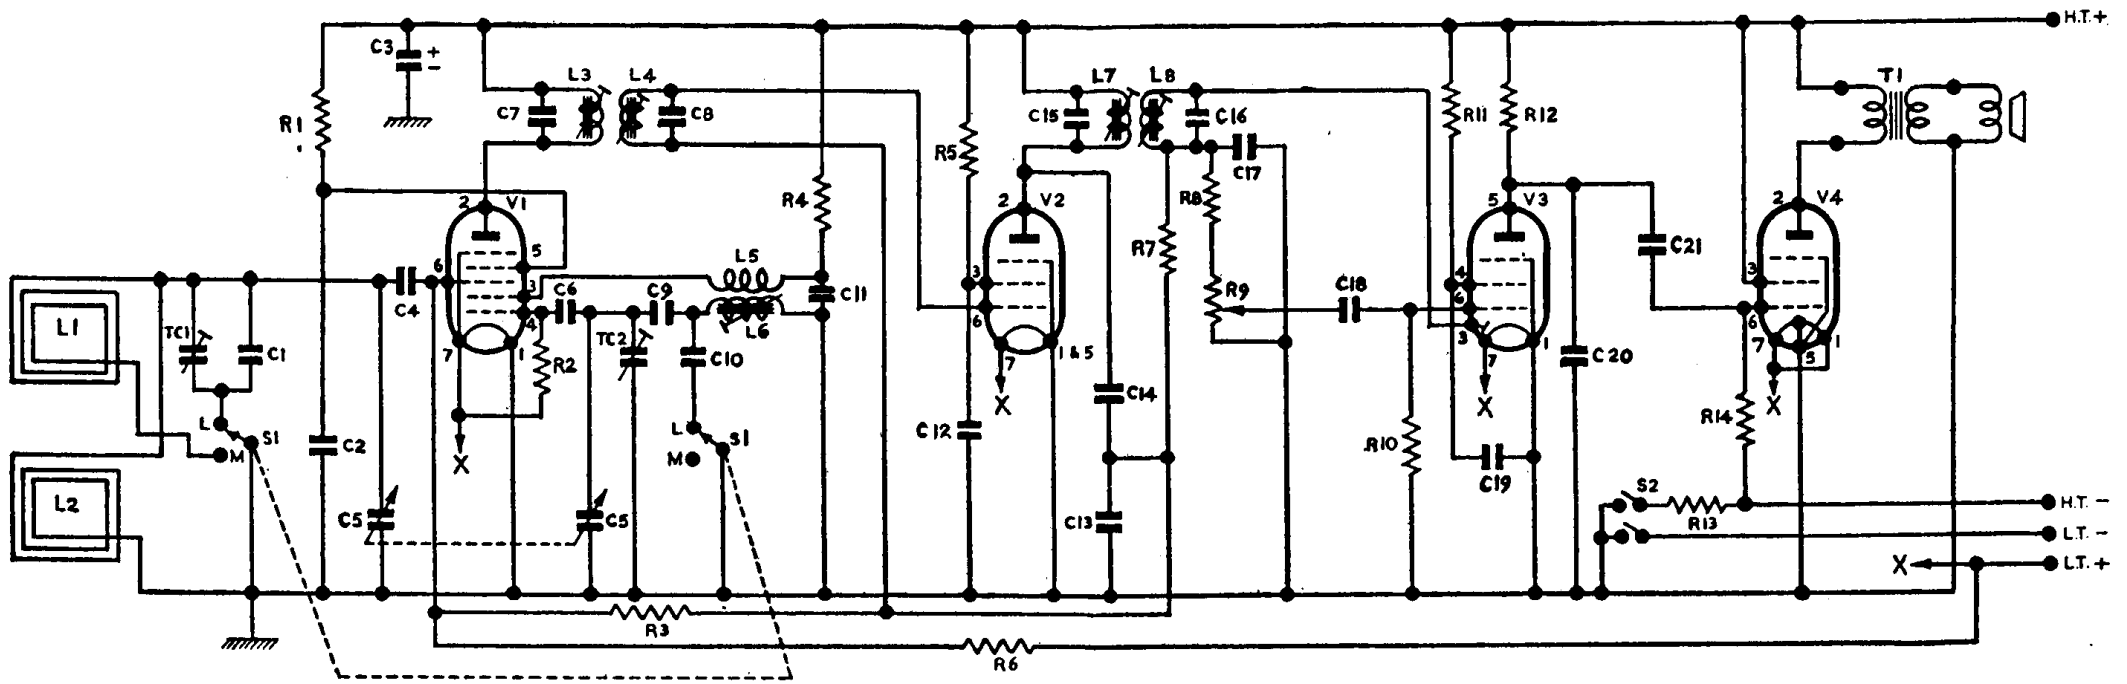 H.T.+
C3 + −
L3 L4
L7 L8
T1
R1
C7
C8
C15
C16
R11
R12
R5
C17
R4
R8
2 V1
2 V2
5 V3
2 V4
R7
C21
5
6
L5
3
3
4
3
C6
C9
C11
R9
C18
6
C4
4
L6
6
6
L1
TC1
C1
TC2
C10
7
1
R2
7
1 & 5
3
7
1
C20
7
5
1
X
X
X
C14
R14
L
S1
M
C2
X
L
S1
M
C12
R10
C19
L2
C5
C5
C13
S2
R13
H.T. −
L.T. −
X
L.T. +
R3
R6